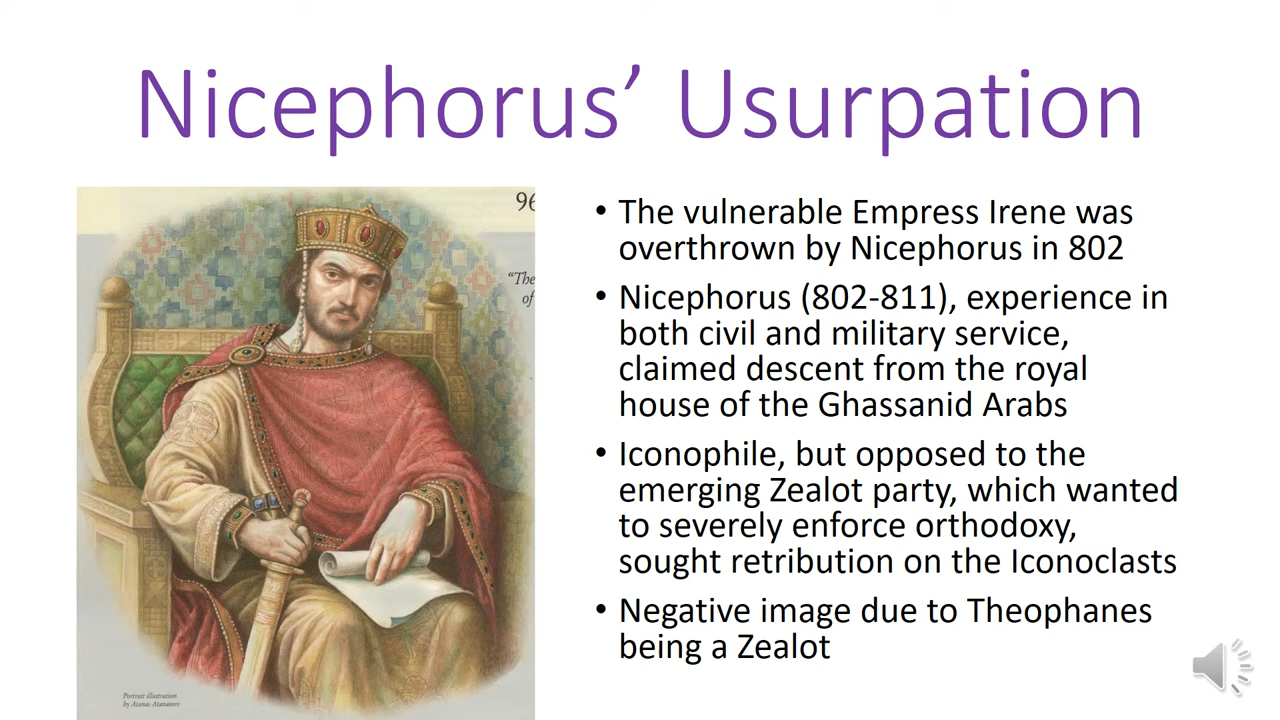 Nicephorus’ Usurpation
96
“The
of
Portrait illustration
by Atanas Atanasov
• The vulnerable Empress Irene was
overthrown by Nicephorus in 802
• Nicephorus (802-811), experience in
both civil and military service,
claimed descent from the royal
house of the Ghassanid Arabs
• Iconophile, but opposed to the
emerging Zealot party, which wanted
to severely enforce orthodoxy,
sought retribution on the Iconoclasts
• Negative image due to Theophanes
being a Zealot